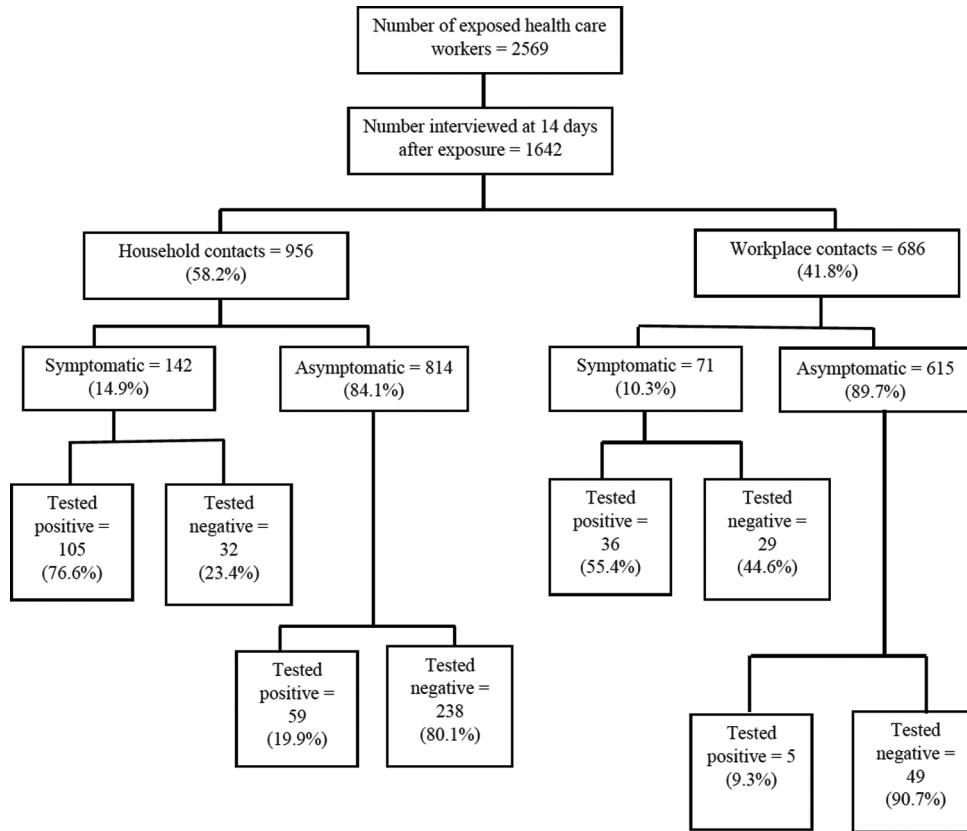 Number of exposed health care
workers = 2569
Number interviewed at 14 days
after exposure = 1642
Household contacts = 956
(58.2%)
Workplace contacts = 686
(41.8%)
Symptomatic = 142
(14.9%)
Asymptomatic = 814
(84.1%)
Symptomatic = 71
(10.3%)
Asymptomatic = 615
(89.7%)
Tested
positive =
105
(76.6%)
Tested
negative =
32
(23.4%)
Tested
positive =
36
(55.4%)
Tested
negative =
29
(44.6%)
Tested
positive =
59
(19.9%)
Tested
negative =
238
(80.1%)
Tested
positive = 5
(9.3%)
Tested
negative =
49
(90.7%)